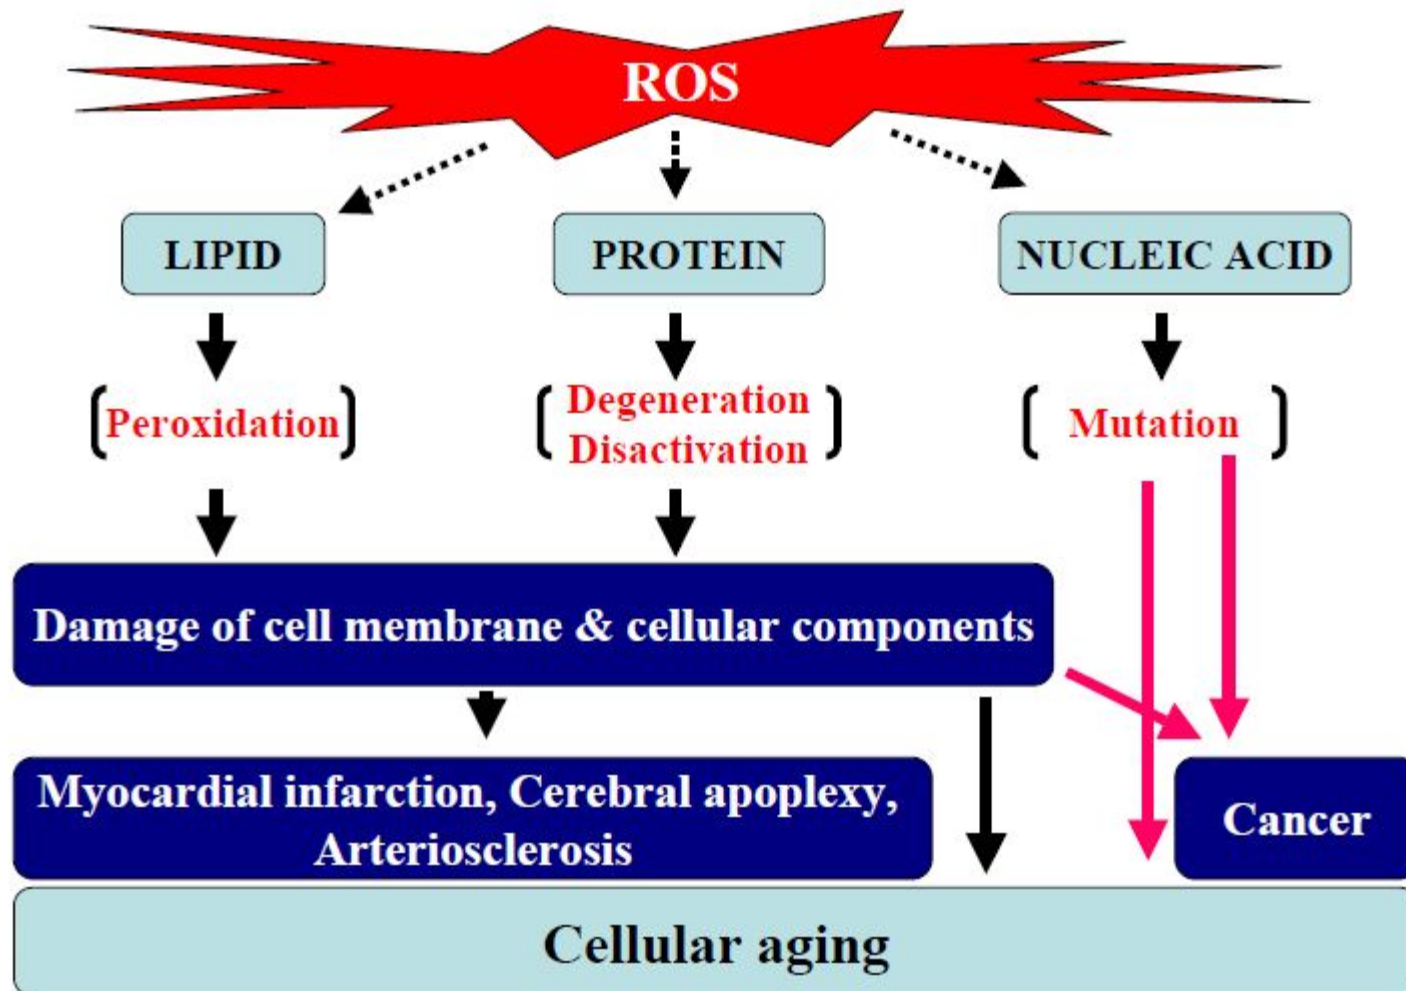 ROS
LIPID
PROTEIN
NUCLEIC ACID
Peroxidation
Degeneration
Disactivation
Mutation
Damage of cell membrane & cellular components
Myocardial infarction, Cerebral apoplexy,
Arteriosclerosis
Cancer
Cellular aging